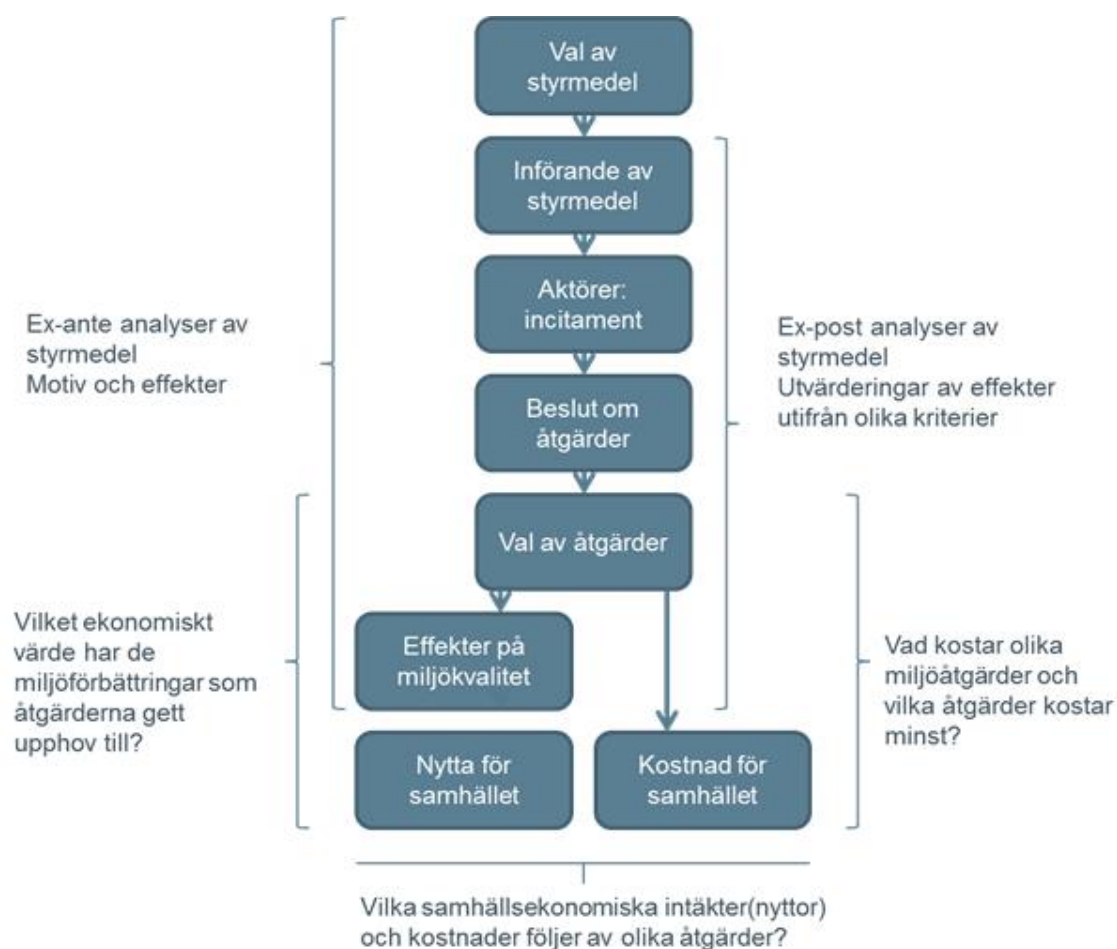 Val av
styrmedel
Införande av
styrmedel
Aktörer:
incitament
Beslut om
åtgärder
Val av åtgärder
Effekter på
miljökvalitet
Nytta för
samhället
Kostnad för
samhället
Ex-ante analyser av
styrmedel
Motiv och effekter
Ex-post analyser av
styrmedel
Utvärderingar av effekter
utifrån olika kriterier
Vilket ekonomiskt
värde har de
miljöförbättringar som
åtgärderna gett
upphov till?
Vad kostar olika
miljöåtgärder och
vilka åtgärder kostar
minst?
Vilka samhällsekonomiska intäkter(nyttor)
och kostnader följer av olika åtgärder?